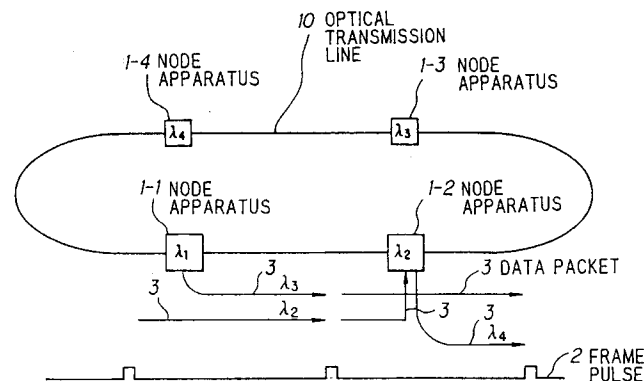 10 OPTICAL
TRANSMISSION
LINE
1-4 NODE
APPARATUS
1-3 NODE
APPARATUS
λ4
λ3
1-1 NODE
APPARATUS
1-2 NODE
APPARATUS
λ1
λ2
3
λ3
3 DATA PACKET
3
λ2
3
3
λ4
2 FRAME
PULSE